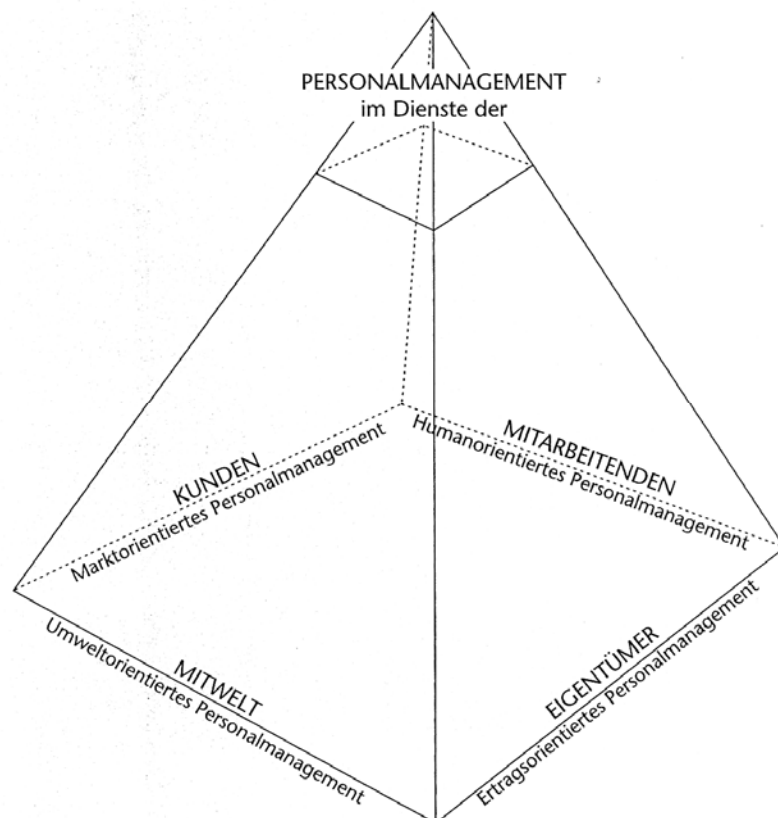 PERSONALMANAGEMENT
im Dienste der
KUNDEN
Marktorientiertes Personalmanagement
MITARBEITENDEN
Humanorientiertes Personalmanagement
MITWELT
Umweltorientiertes Personalmanagement
EIGENTÜMER
Ertragsorientiertes Personalmanagement